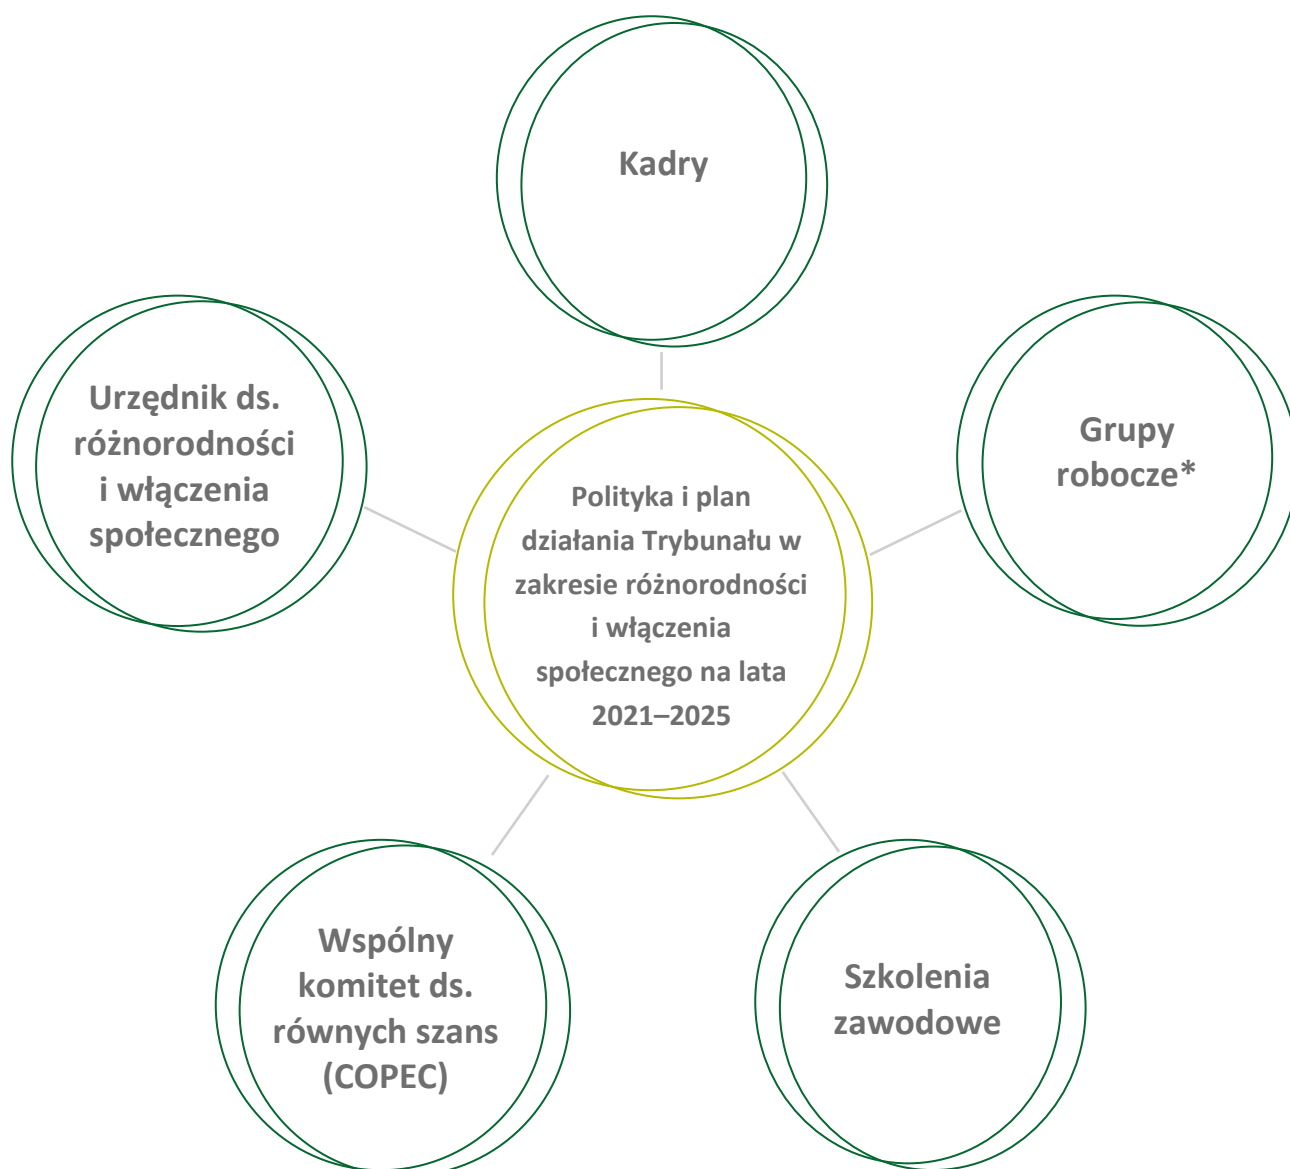 Kadry
Urzędnik ds.
różnorodności
i włączenia
społecznego
Grupy
robocze*
Polityka i plan
działania Trybunału w
zakresie różnorodności
i włączenia
społecznego na lata
2021–2025
Wspólny
komitet ds.
równych szans
(COPEC)
Szkolenia
zawodowe